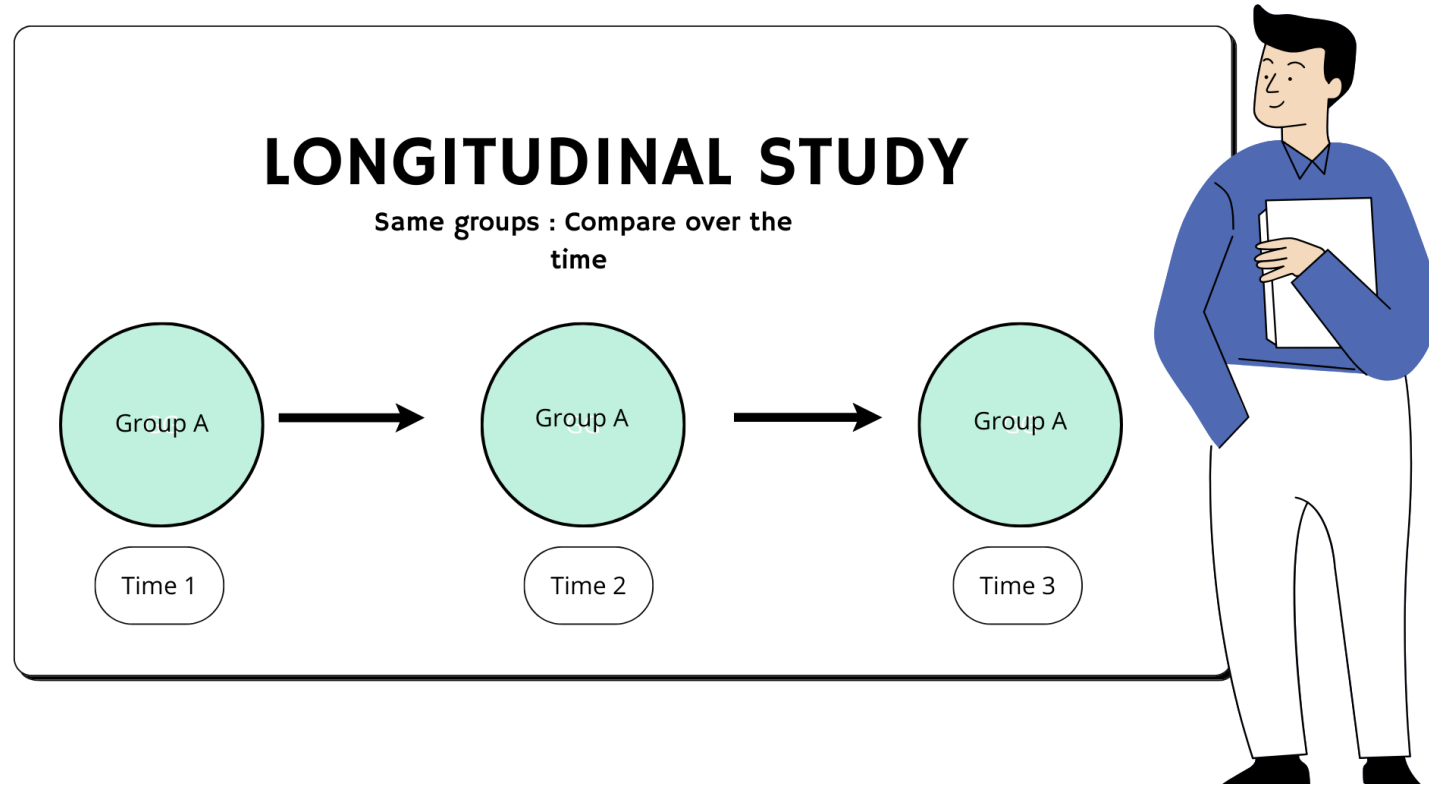 LONGITUDINAL STUDY
Same groups : Compare over the
time
Group A
Group A
Group A
Time 1
Time 2
Time 3